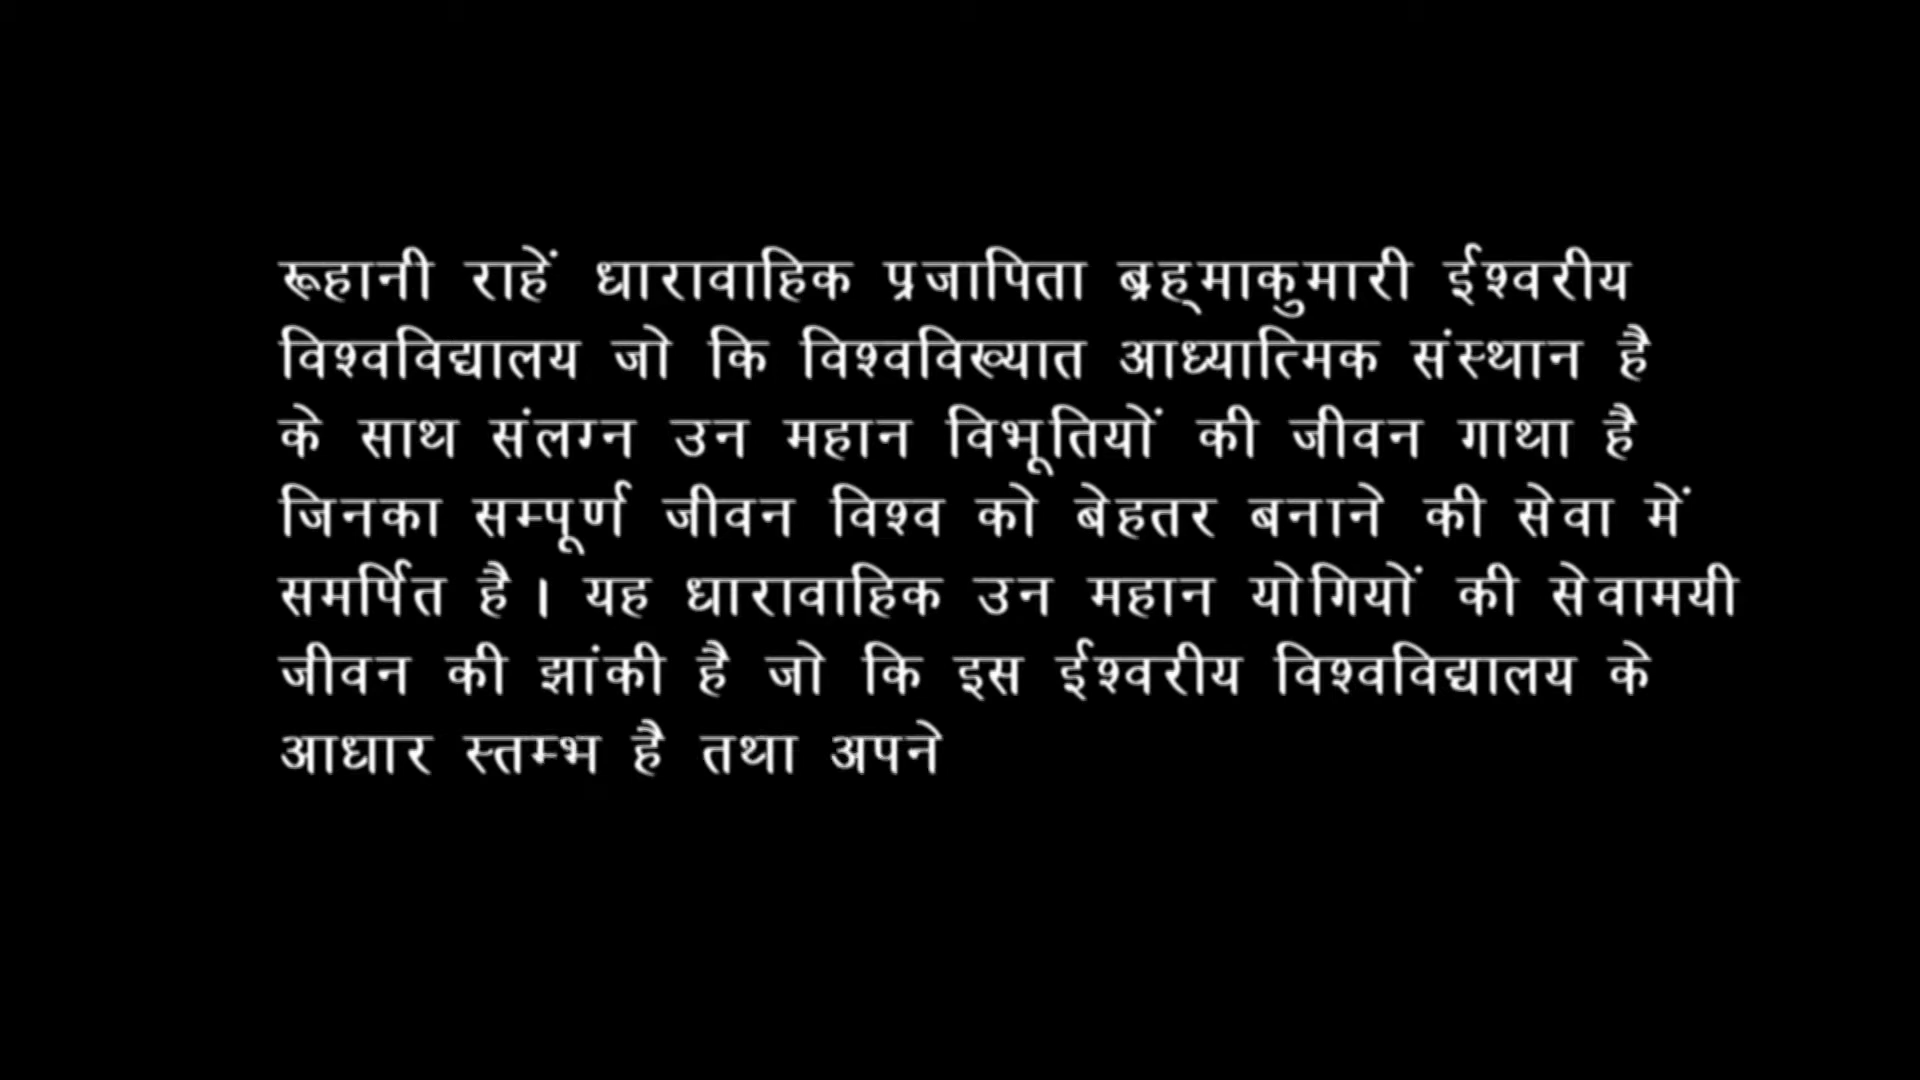 रूहानी राहें धारावाहिक प्रजापिता ब्रह्माकुमारी ईश्वरीय
विश्वविद्यालय जो कि विश्वविख्यात आध्यात्मिक संस्थान है
के साथ संलग्न उन महान विभूतियों की जीवन गाथा है
जिनका सम्पूर्ण जीवन विश्व को बेहतर बनाने की सेवा में
समर्पित है। यह धारावाहिक उन महान योगियों की सेवामयी
जीवन की झांकी है जो कि इस ईश्वरीय विश्वविद्यालय के
आधार स्तम्भ है तथा अपने